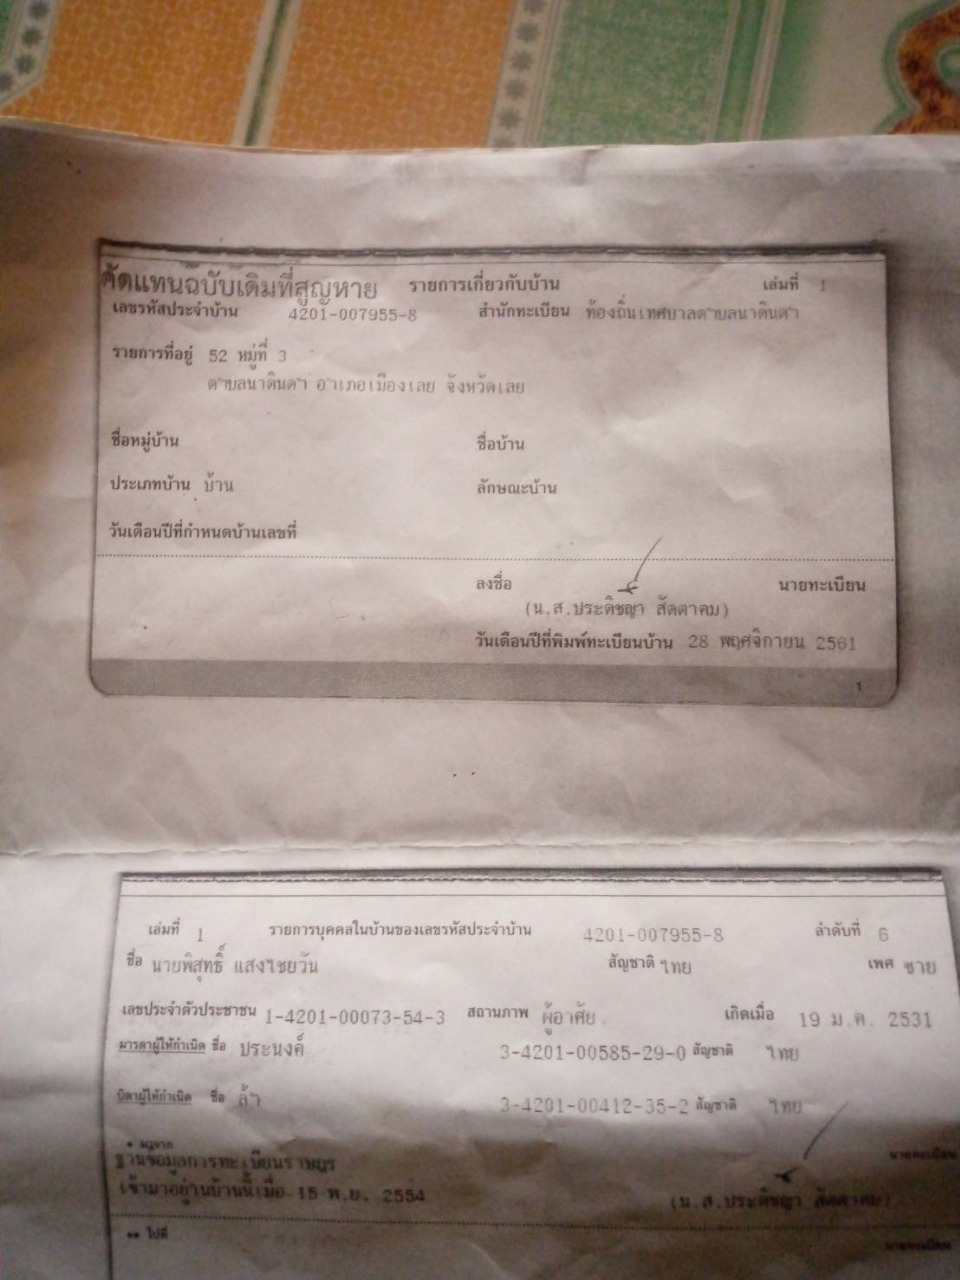 คัดแทนฉบับเดิมที่สูญหาย รายการเกี่ยวกับบ้าน เล่มที่ 1
เลขรหัสประจำบ้าน 4201-007955-8 สำนักทะเบียน ท้องถิ่นเทศบาลตำบลนาดินดำ
รายการที่อยู่ 52 หมู่ที่ 3
ตำบลนาดินดำ อำเภอเมืองเลย จังหวัดเลย
ชื่อหมู่บ้าน ชื่อบ้าน
ประเภทบ้าน บ้าน ลักษณะบ้าน
วันเดือนปีที่กำหนดบ้านเลขที่
ลงชื่อ นายทะเบียน
(น.ส.ประดิชญา สัตตาคม)
วันเดือนปีที่พิมพ์ทะเบียนบ้าน 28 พฤศจิกายน 2561
1
เล่มที่ 1 รายการบุคคลในบ้านของเลขรหัสประจำบ้าน 4201-007955-8 ลำดับที่ 6
ชื่อ นายพิสุทธิ์ แสงไชยวัน สัญชาติ ไทย เพศ ชาย
เลขประจำตัวประชาชน 1-4201-00073-54-3 สถานภาพ ผู้อาศัย เกิดเมื่อ 19 ม.ค. 2531
มารดาผู้ให้กำเนิด ชื่อ ประนงค์ 3-4201-00585-29-0 สัญชาติ ไทย
บิดาผู้ให้กำเนิด ชื่อ ล้ำ 3-4201-00412-35-2 สัญชาติ ไทย
* มาจาก นายทะเบียน
ฐานข้อมูลการทะเบียนราษฎร
เข้ามาอยู่ในบ้านนี้เมื่อ 15 พ.ย. 2554 (น.ส.ประดิชญา สัตตาคม)
** ไปที่ นายทะเบียน